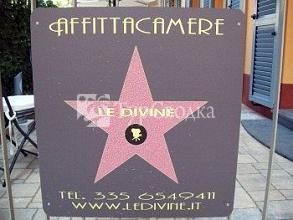 AFFITTACAMERE
LE DIVINE
TEL. 335 6549411
WWW.LEDIVINE.IT